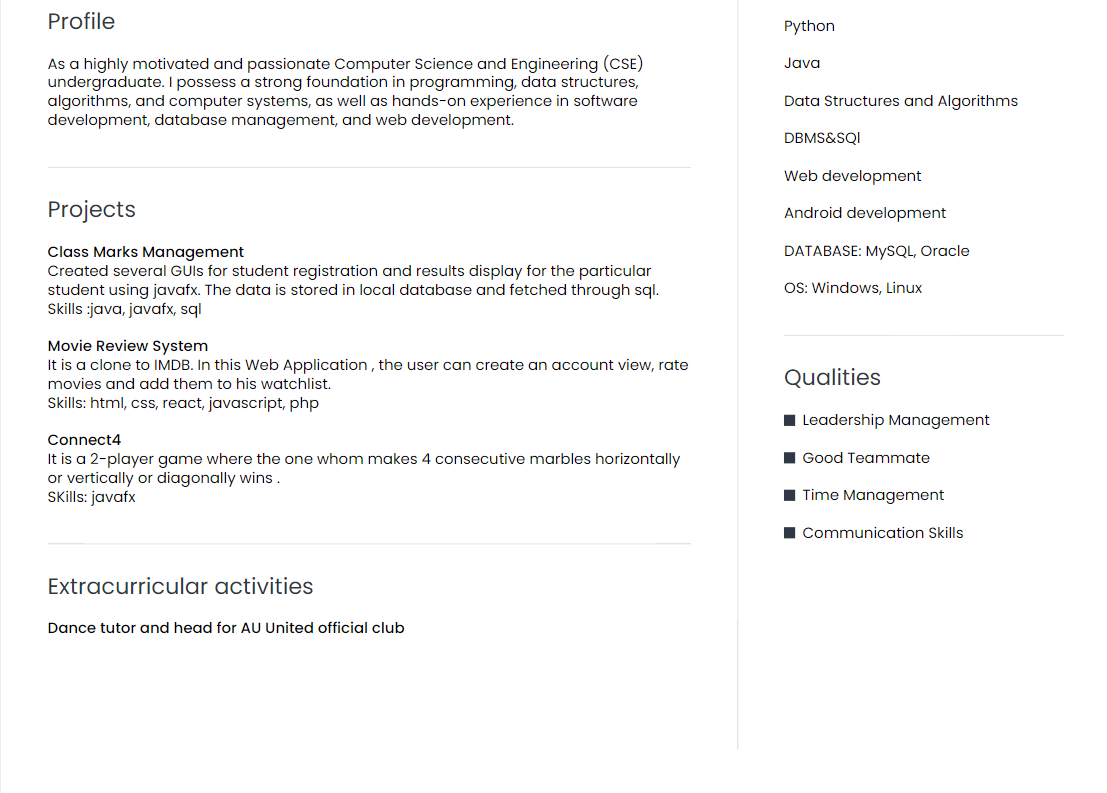 Profile
As a highly motivated and passionate Computer Science and Engineering (CSE)
undergraduate. I possess a strong foundation in programming, data structures,
algorithms, and computer systems, as well as hands-on experience in software
development, database management, and web development.
Projects
Class Marks Management
Created several GUIs for student registration and results display for the particular
student using javafx. The data is stored in local database and fetched through sql.
Skills :java, javafx, sql
Movie Review System
It is a clone to IMDB. In this Web Application , the user can create an account view, rate
movies and add them to his watchlist.
Skills: html, css, react, javascript, php
Connect4
It is a 2-player game where the one whom makes 4 consecutive marbles horizontally
or vertically or diagonally wins .
SKills: javafx
Extracurricular activities
Dance tutor and head for AU United official club
Python
Java
Data Structures and Algorithms
DBMS&SQl
Web development
Android development
DATABASE: MySQL, Oracle
OS: Windows, Linux
Qualities
Leadership Management
Good Teammate
Time Management
Communication Skills